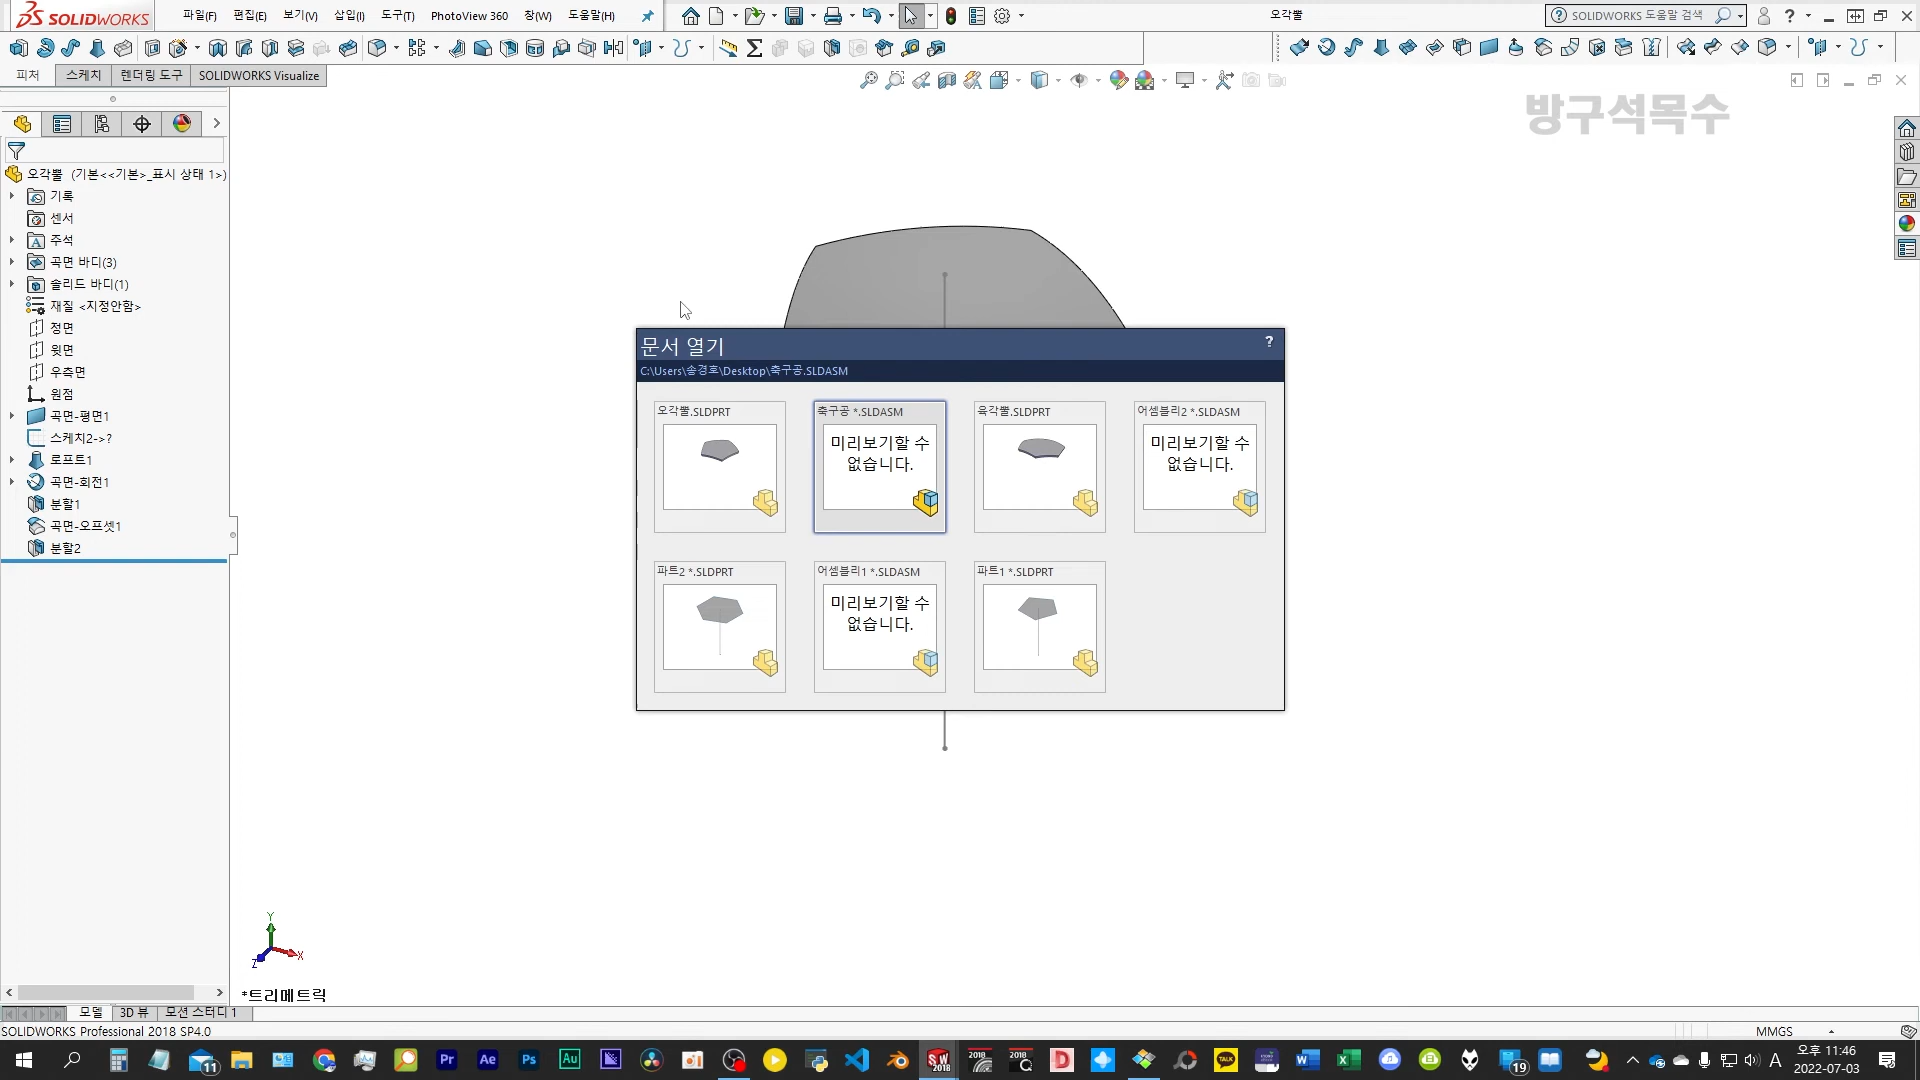 SOLIDWORKS
파일(F) 편집(E) 보기(V) 삽입(I) 도구(T) PhotoView 360 창(W) 도움말(H)
오각뿔
SOLIDWORKS 도움말 검색
피처 스케치 렌더링 도구 SOLIDWORKS Visualize
방구석목수
오각뿔 (기본<<기본>_표시 상태 1>)
기록
센서
주석
곡면 바디(3)
솔리드 바디(1)
재질 <지정안함>
정면
윗면
우측면
원점
곡면-평면1
스케치2->?
로프트1
곡면-회전1
분할1
곡면-오프셋1
분할2
문서 열기
?
C:\Users\송경호\Desktop\축구공.SLDASM
오각뿔.SLDPRT
축구공 *.SLDASM
미리보기할 수
없습니다.
육각뿔.SLDPRT
어셈블리2 *.SLDASM
미리보기할 수
없습니다.
파트2 *.SLDPRT
어셈블리1 *.SLDASM
미리보기할 수
없습니다.
파트1 *.SLDPRT
Y
X
Z
*트리메트릭
모델 3D 뷰 모션 스터디 1
SOLIDWORKS Professional 2018 SP4.0
MMGS
11
Pr
Ae
Ps
Au
SW
2018
2018
2018
D
TALK
19
A
오후 11:46
2022-07-03